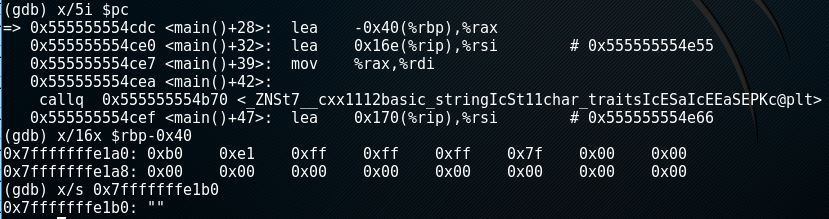 (gdb) x/5i $pc
=> 0x555555554cdc <main()+28>: lea -0x40(%rbp),%rax
0x555555554ce0 <main()+32>: lea 0x16e(%rip),%rsi # 0x555555554e55
0x555555554ce7 <main()+39>: mov %rax,%rdi
0x555555554cea <main()+42>:
callq 0x555555554b70 <_ZNSt7__cxx1112basic_stringIcSt11char_traitsIcESaIcEEaSEPKc@plt>
0x555555554cef <main()+47>: lea 0x170(%rip),%rsi # 0x555555554e66
(gdb) x/16x $rbp-0x40
0x7fffffffe1a0: 0xb0 0xe1 0xff 0xff 0xff 0x7f 0x00 0x00
0x7fffffffe1a8: 0x00 0x00 0x00 0x00 0x00 0x00 0x00 0x00
(gdb) x/s 0x7fffffffe1b0
0x7fffffffe1b0: ""